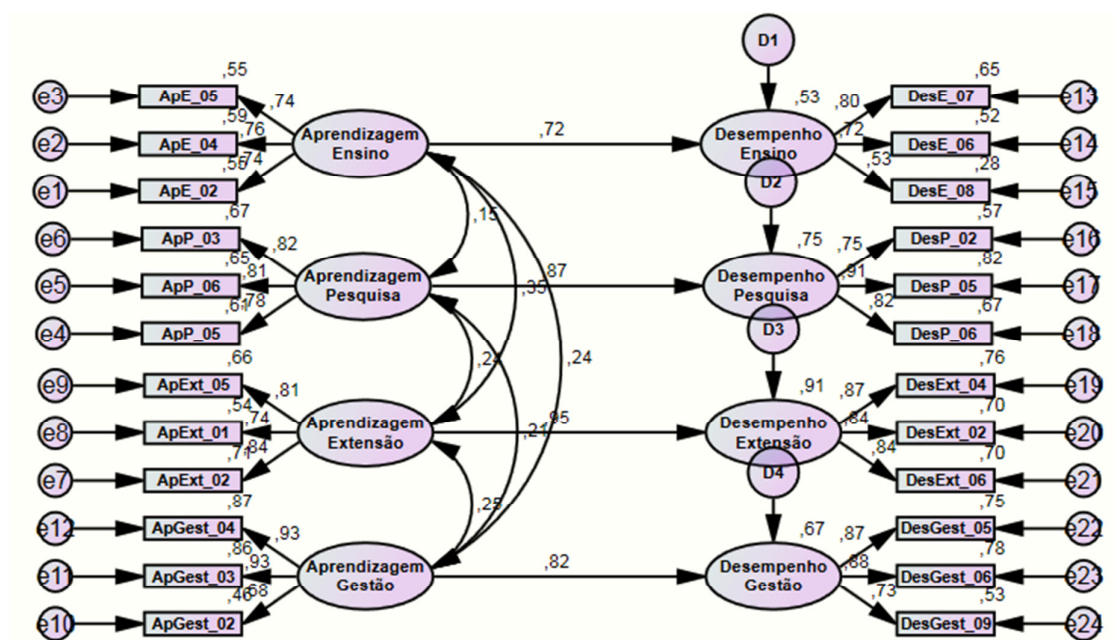 D1
,55
,65
e3
ApE_05
,74
,53
,80
DesE_07
e13
,59
,52
e2
ApE_04
,76
Aprendizagem
Ensino
,72
Desempenho
Ensino
,72
DesE_06
e14
,55
,74
,53
,28
e1
ApE_02
D2
DesE_08
e15
,67
,15
,57
e6
ApP_03
,82
,75
,75
DesP_02
e16
,65
,82
e5
ApP_06
,81
Aprendizagem
Pesquisa
,35
,87
Desempenho
Pesquisa
,91
DesP_05
e17
,61
,78
,82
,67
e4
ApP_05
D3
DesP_06
e18
,66
,24
,24
,76
e9
ApExt_05
,81
,91
,87
DesExt_04
e19
,54
,70
e8
ApExt_01
,74
Aprendizagem
Extensão
,21
,95
Desempenho
Extensão
,84
DesExt_02
e20
,71
,84
,84
,70
e7
ApExt_02
D4
DesExt_06
e21
,87
,25
,75
e12
ApGest_04
,93
,67
,87
DesGest_05
e22
,86
,78
e11
ApGest_03
,93
Aprendizagem
Gestão
,82
Desempenho
Gestão
,88
DesGest_06
e23
,46
,68
,73
,53
e10
ApGest_02
DesGest_09
e24